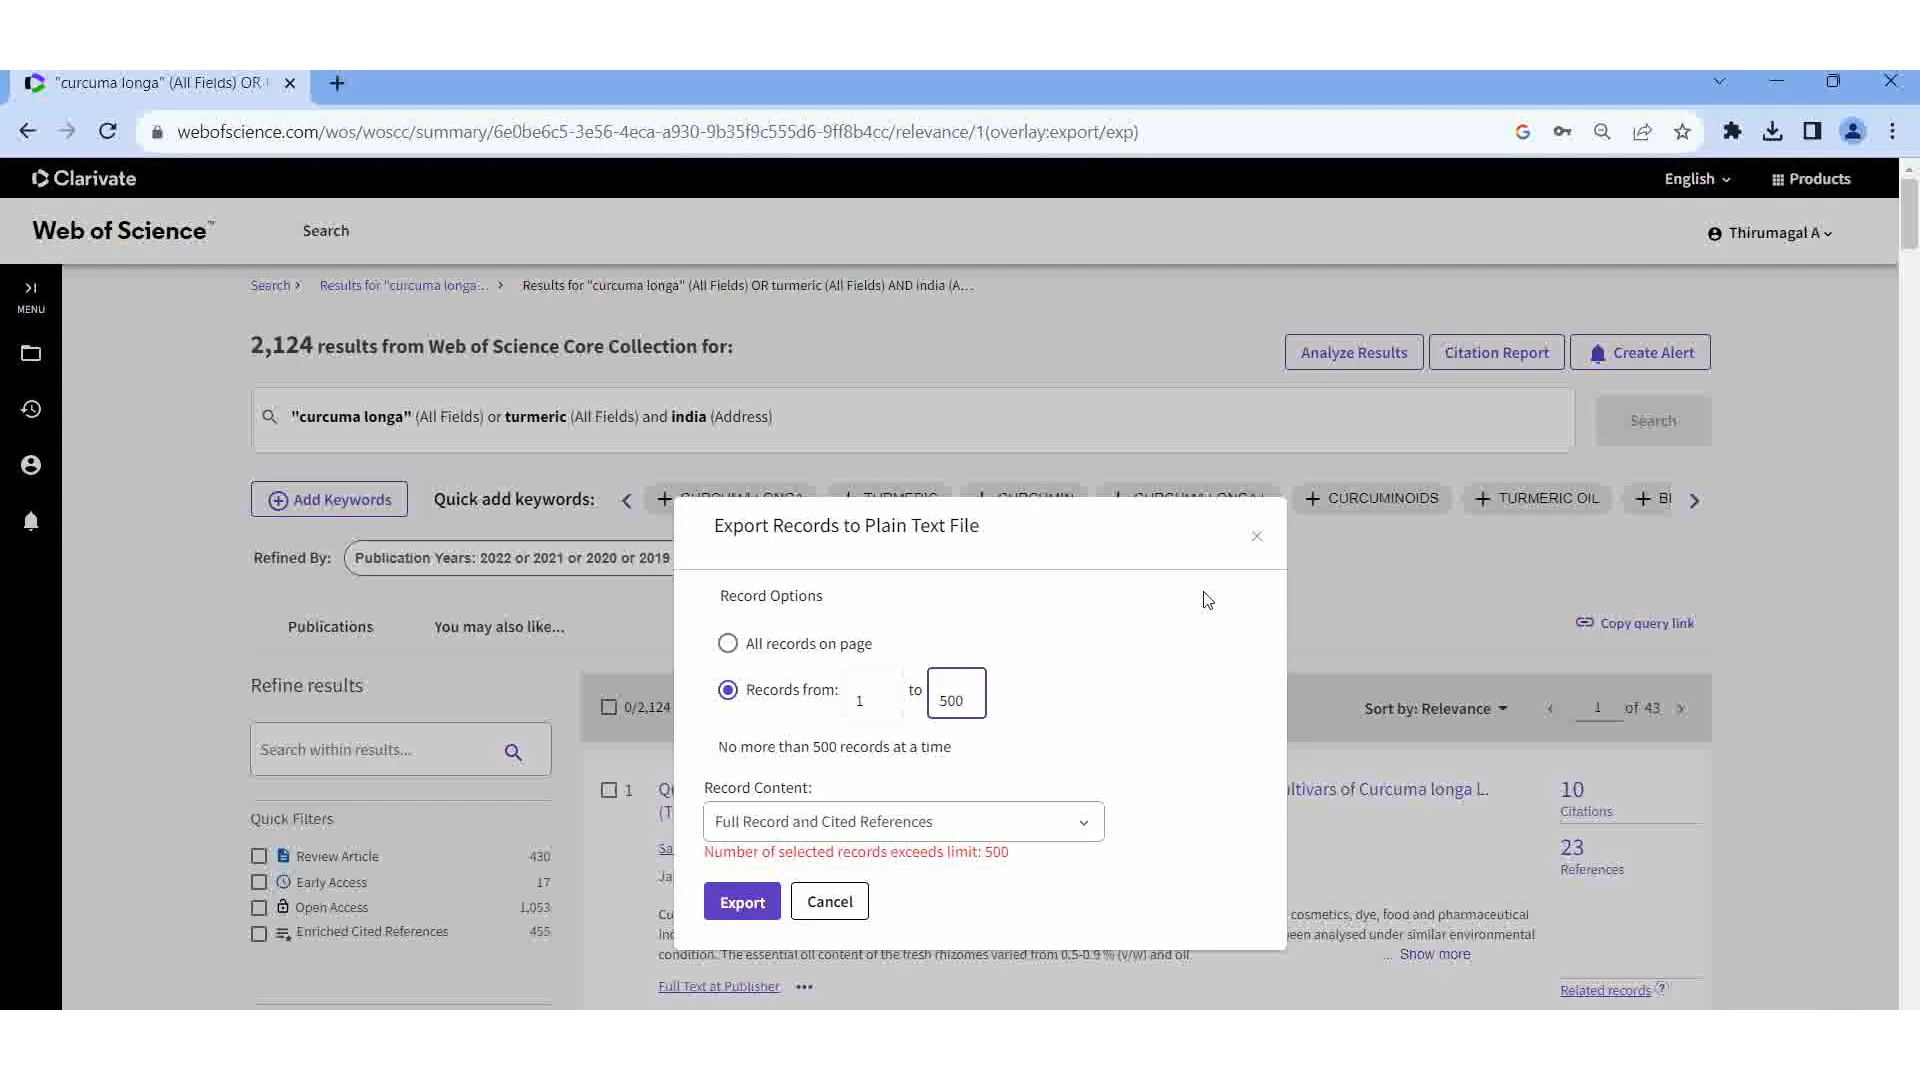 "curcuma longa" (All Fields) OR
webofscience.com/wos/woscc/summary/6e0be6c5-3e56-4eca-a930-9b35f9c555d6-9ff8b4cc/relevance/1(overlay:export/exp)
Clarivate
English
Products
Web of Science™
Search
Thirumagal A
MENU
Search > Results for "curcuma longa... > Results for "curcuma longa" (All Fields) OR turmeric (All Fields) AND india (A...
2,124 results from Web of Science Core Collection for:
Analyze Results
Citation Report
Create Alert
"curcuma longa" (All Fields) or turmeric (All Fields) and india (Address)
Search
Add Keywords
Quick add keywords:
CURCUMINOIDS
TURMERIC OIL
Refined By:
Publication Years: 2022 or 2021 or 2020 or 2019
Publications
You may also like...
Copy query link
Export Records to Plain Text File
Record Options
All records on page
Records from: 1 to 500
No more than 500 records at a time
Record Content:
Full Record and Cited References
Number of selected records exceeds limit: 500
Export
Cancel
Refine results
Search within results...
Quick Filters
Review Article 430
Early Access 17
Open Access 1,053
Enriched Cited References 455
0/2,124
Sort by: Relevance
1 of 43
1
ltivars of Curcuma longa L.
10
Citations
23
References
cosmetics, dye, food and pharmaceutical
een analysed under similar environmental
condition. The essential oil content of the fresh rhizomes varied from 0.5-0.9 % (v/w) and oil
... Show more
Full Text at Publisher
Related records ?